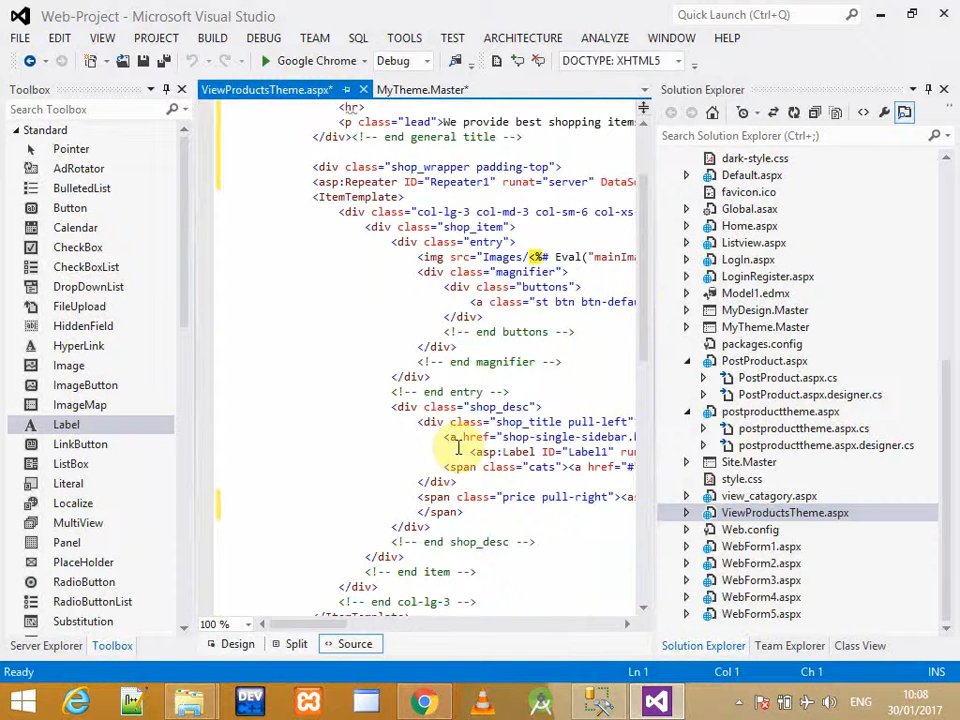 Web-Project - Microsoft Visual Studio
Quick Launch (Ctrl+Q)
FILE EDIT VIEW PROJECT BUILD DEBUG TEAM SQL TOOLS TEST ARCHITECTURE ANALYZE WINDOW HELP
Google Chrome Debug DOCTYPE: XHTML5
Toolbox
Search Toolbox
Standard
Pointer
AdRotator
BulletedList
Button
Calendar
CheckBox
CheckBoxList
DropDownList
FileUpload
HiddenField
HyperLink
Image
ImageButton
ImageMap
Label
LinkButton
ListBox
Literal
Localize
MultiView
Panel
PlaceHolder
RadioButton
RadioButtonList
Substitution
Server Explorer Toolbox
ViewProductsTheme.aspx* MyTheme.Master*
<hr>
<p class="lead">We provide best shopping item
</div><!-- end general title -->
<div class="shop_wrapper padding-top">
<asp:Repeater ID="Repeater1" runat="server" DataS
<ItemTemplate>
<div class="col-lg-3 col-md-3 col-sm-6 col-xs
<div class="shop_item">
<div class="entry">
<img src="Images/<%# Eval("mainIma
<div class="magnifier">
<div class="buttons">
<a class="st btn btn-defa
</div>
<!-- end buttons -->
</div>
<!-- end magnifier -->
</div>
<!-- end entry -->
<div class="shop_desc">
<div class="shop_title pull-left"
<a href="shop-single-sidebar.
<asp:Label ID="Label1" ru
<span class="cats"><a href="#
</div>
<span class="price pull-right"><a
</span>
</div>
<!-- end shop_desc -->
</div>
<!-- end item -->
</div>
<!-- end col-lg-3 -->
</ItemTemplate>
100 %
Design Split Source
Solution Explorer
Search Solution Explorer (Ctrl+;)
dark-style.css
Default.aspx
favicon.ico
Global.asax
Home.aspx
Listview.aspx
LogIn.aspx
LoginRegister.aspx
Model1.edmx
MyDesign.Master
MyTheme.Master
packages.config
PostProduct.aspx
PostProduct.aspx.cs
PostProduct.aspx.designer.cs
postproducttheme.aspx
postproducttheme.aspx.cs
postproducttheme.aspx.designer.cs
Site.Master
style.css
view_catagory.aspx
ViewProductsTheme.aspx
Web.config
WebForm1.aspx
WebForm2.aspx
WebForm3.aspx
WebForm4.aspx
WebForm5.aspx
Solution Explorer Team Explorer Class View
Ready Ln 1 Col 1 Ch 1 INS
DEV
ENG
10:08
30/01/2017